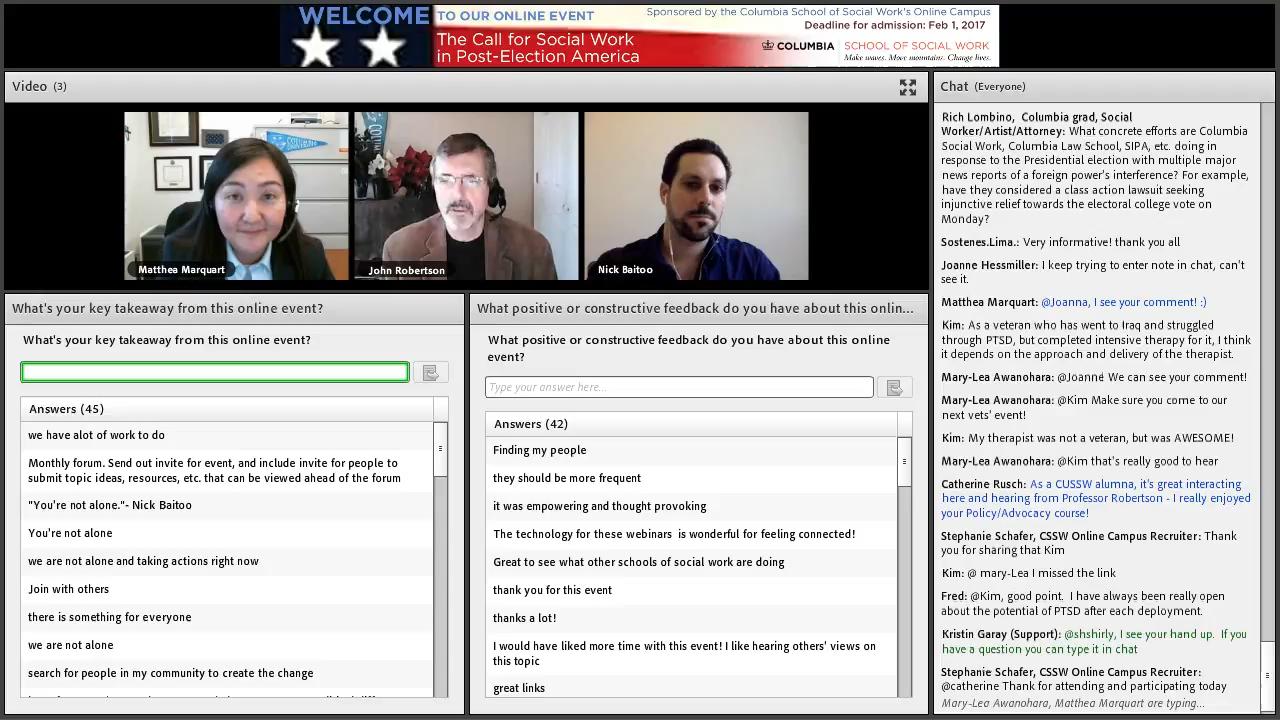 WELCOME TO OUR ONLINE EVENT
The Call for Social Work
in Post-Election America
Sponsored by the Columbia School of Social Work's Online Campus
Deadline for admission: Feb 1, 2017
COLUMBIA SCHOOL OF SOCIAL WORK
Make waves. Move mountains. Change lives.
Video (3)
Matthea Marquart
John Robertson
Nick Baitoo
What's your key takeaway from this online event?
What's your key takeaway from this online event?
Answers (45)
we have alot of work to do
Monthly forum. Send out invite for event, and include invite for people to
submit topic ideas, resources, etc. that can be viewed ahead of the forum
"You're not alone."- Nick Baitoo
You're not alone
we are not alone and taking actions right now
Join with others
there is something for everyone
we are not alone
search for people in my community to create the change
What positive or constructive feedback do you have about this onlin...
What positive or constructive feedback do you have about this online
event?
Type your answer here...
Answers (42)
Finding my people
they should be more frequent
it was empowering and thought provoking
The technology for these webinars is wonderful for feeling connected!
Great to see what other schools of social work are doing
thank you for this event
thanks a lot!
I would have liked more time with this event! I like hearing others' views on
this topic
great links
Chat (Everyone)
Rich Lombino, Columbia grad, Social
Worker/Artist/Attorney: What concrete efforts are Columbia
Social Work, Columbia Law School, SIPA, etc. doing in
response to the Presidential election with multiple major
news reports of a foreign power's interference? For example,
have they considered a class action lawsuit seeking
injunctive relief towards the electoral college vote on
Monday?
Sostenes.Lima.: Very informative! thank you all
Joanne Hessmiller: I keep trying to enter note in chat, can't
see it.
Matthea Marquart: @Joanna, I see your comment! :)
Kim: As a veteran who has went to Iraq and struggled
through PTSD, but completed intensive therapy for it, I think
it depends on the approach and delivery of the therapist.
Mary-Lea Awanohara: @Joanne We can see your comment!
Mary-Lea Awanohara: @Kim Make sure you come to our
next vets' event!
Kim: My therapist was not a veteran, but was AWESOME!
Mary-Lea Awanohara: @Kim that's really good to hear
Catherine Rusch: As a CUSSW alumna, it's great interacting
here and hearing from Professor Robertson - I really enjoyed
your Policy/Advocacy course!
Stephanie Schafer, CSSW Online Campus Recruiter: Thank
you for sharing that Kim
Kim: @ mary-Lea I missed the link
Fred: @Kim, good point. I have always been really open
about the potential of PTSD after each deployment.
Kristin Garay (Support): @shshirly, I see your hand up. If you
have a question you can type it in chat
Stephanie Schafer, CSSW Online Campus Recruiter:
@catherine Thank for attending and participating today
Mary-Lea Awanohara, Matthea Marquart are typing...